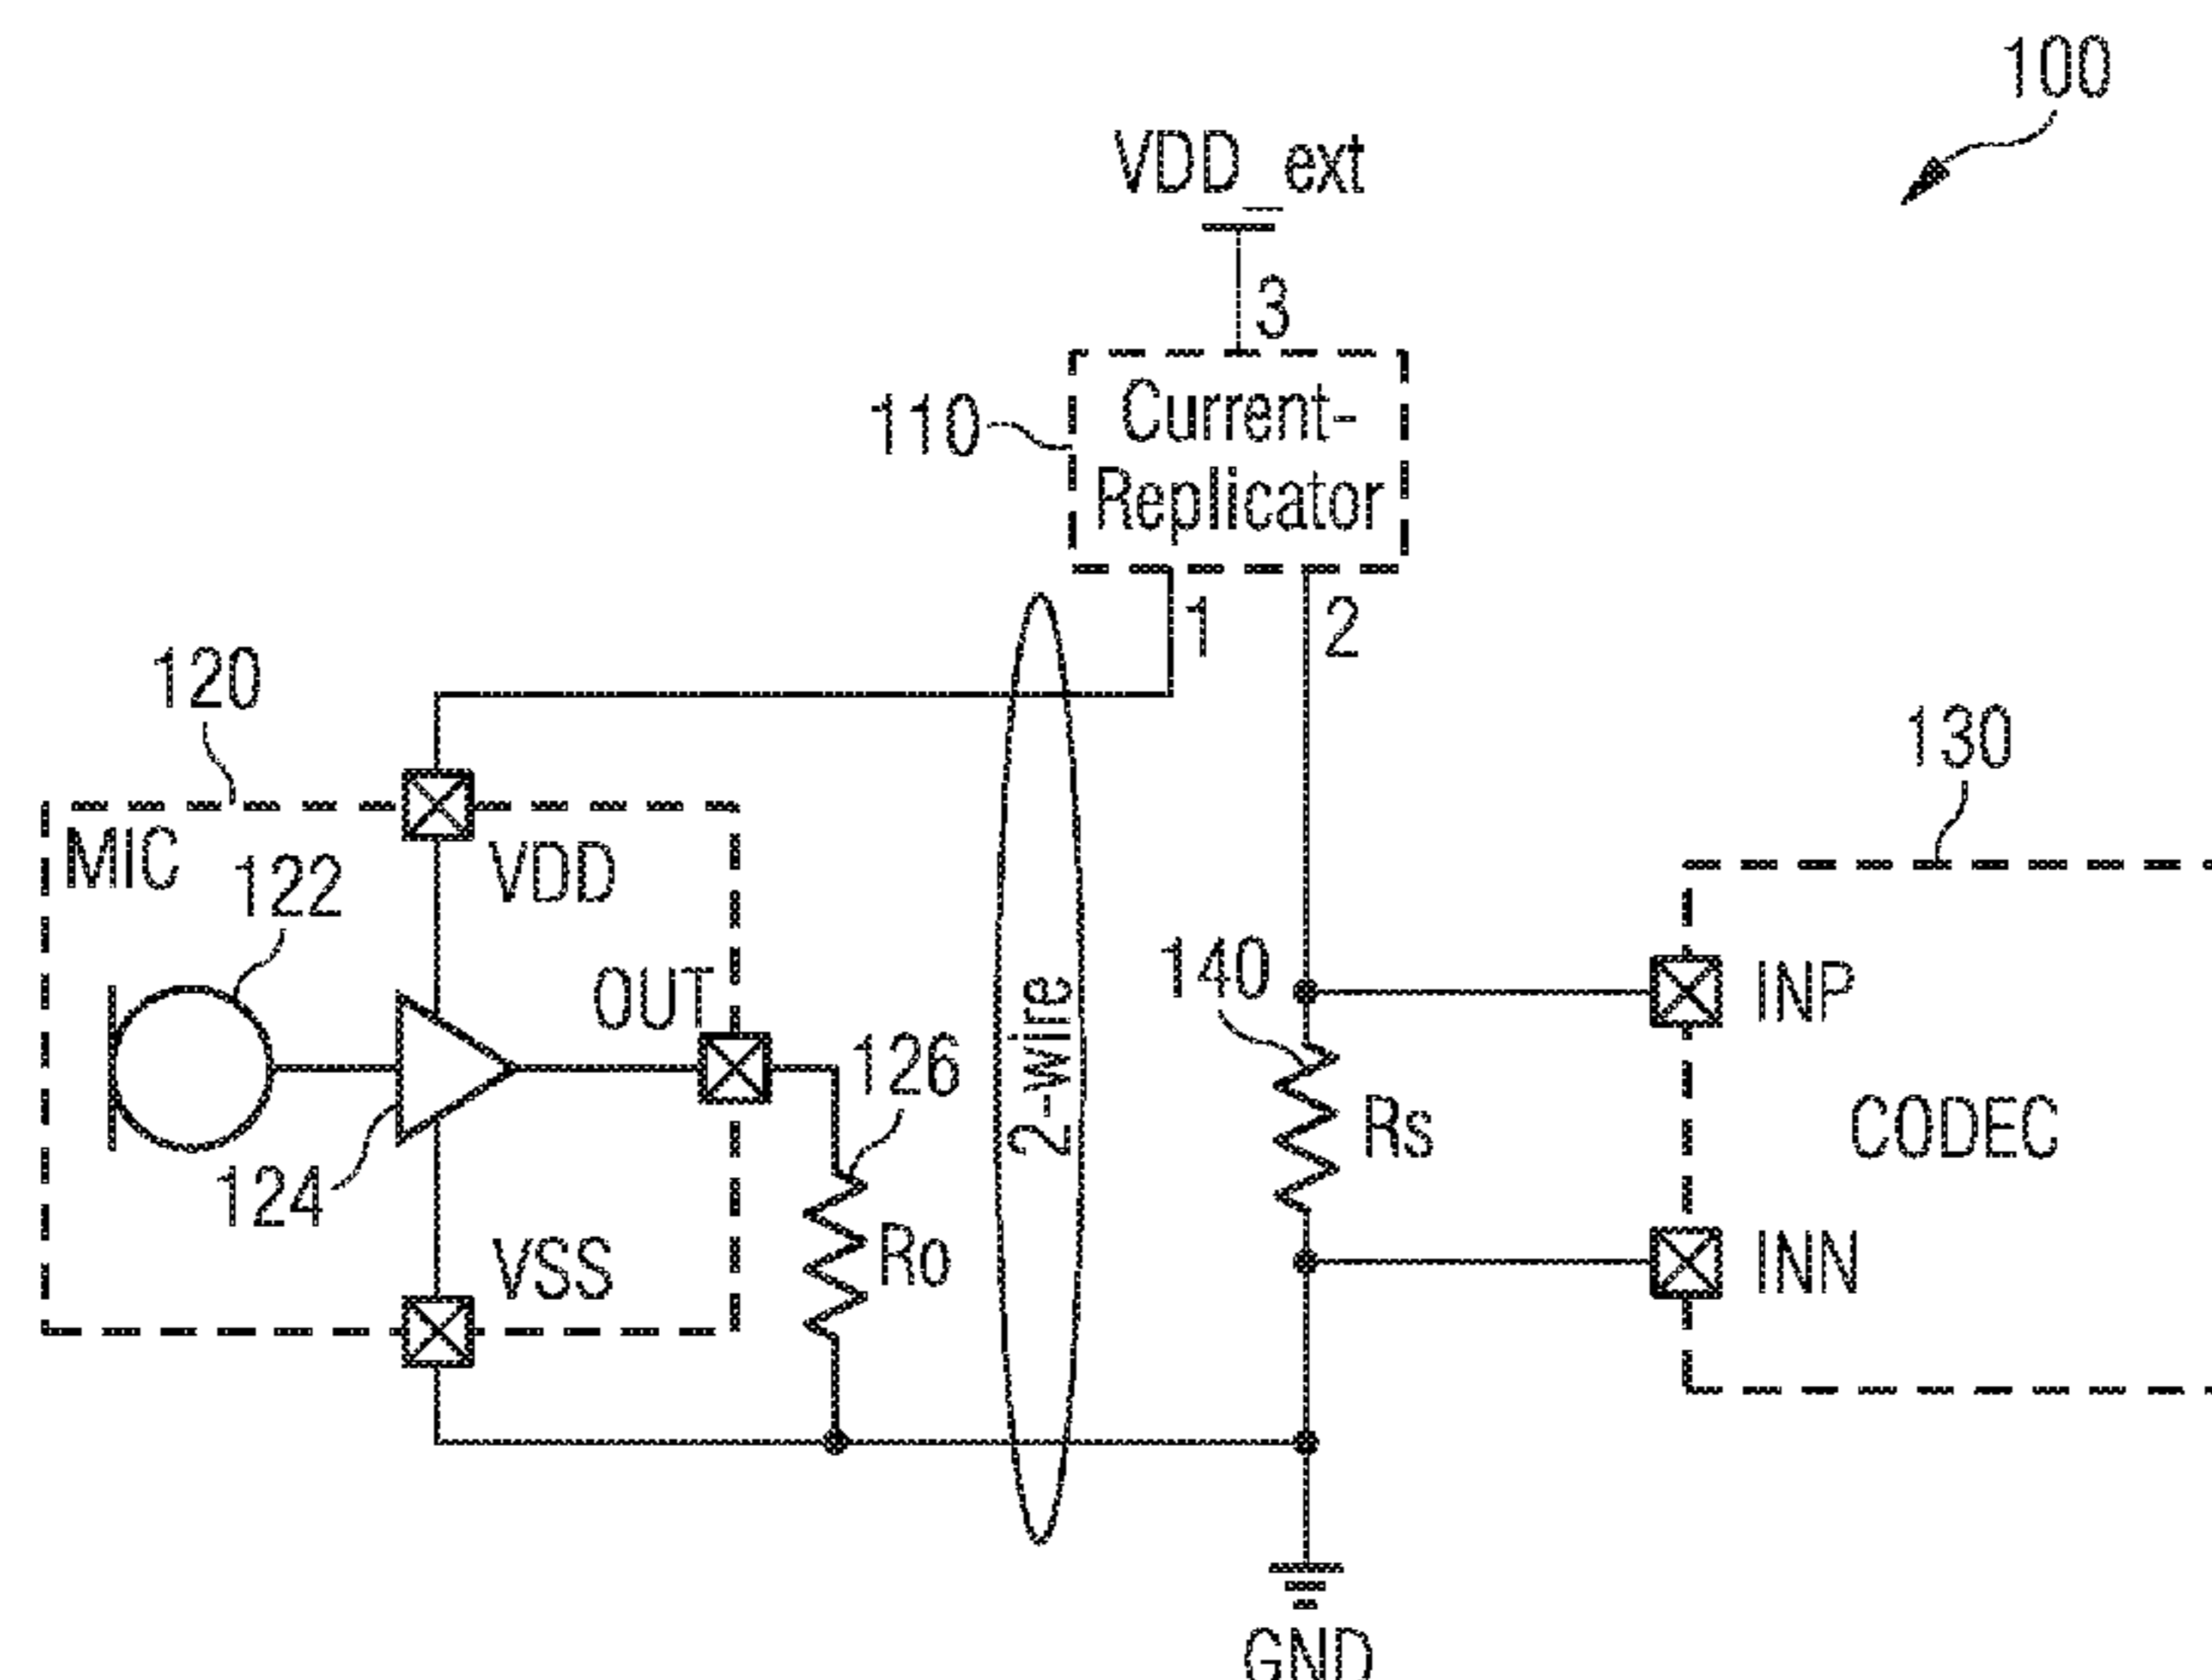 100
VDD_ext
3
110
Current-
Replicator
1
2
120
130
MIC
122
VDD
OUT
140
INP
126
2-wire
Rs
CODEC
124
VSS
Ro
INN
GND